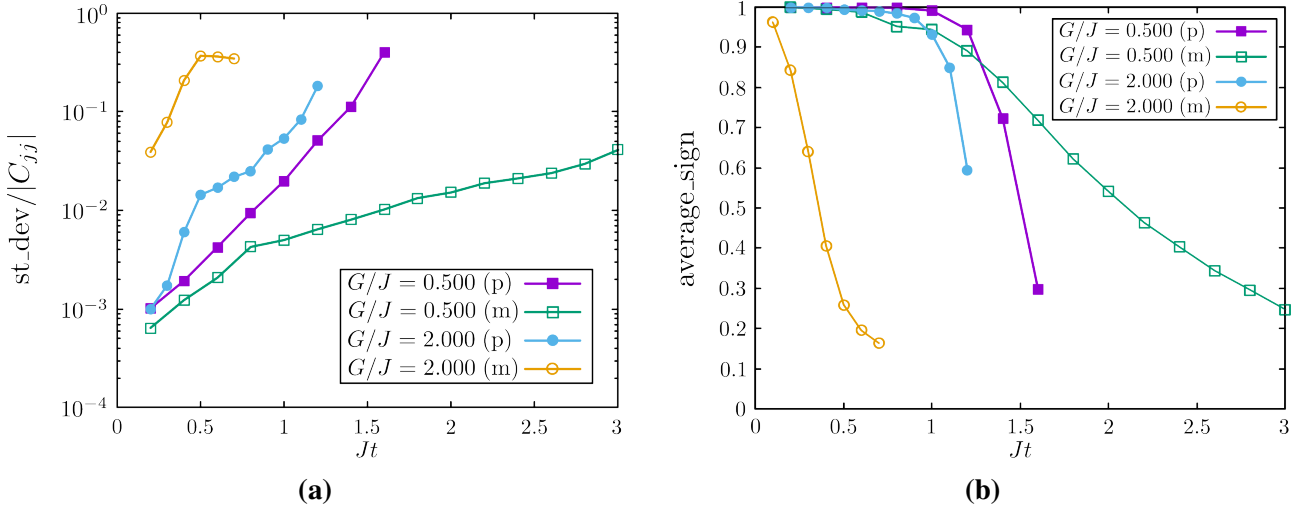 10^0
10^{-1}
10^{-2}
10^{-3}
10^{-4}
st_dev/|C_{jj}|
G/J = 0.500 (p)
G/J = 0.500 (m)
G/J = 2.000 (p)
G/J = 2.000 (m)
0 0.5 1 1.5 2 2.5 3
Jt
(a)
1
0.9
0.8
0.7
0.6
0.5
0.4
0.3
0.2
0.1
0
average_sign
G/J = 0.500 (p)
G/J = 0.500 (m)
G/J = 2.000 (p)
G/J = 2.000 (m)
0 0.5 1 1.5 2 2.5 3
Jt
(b)